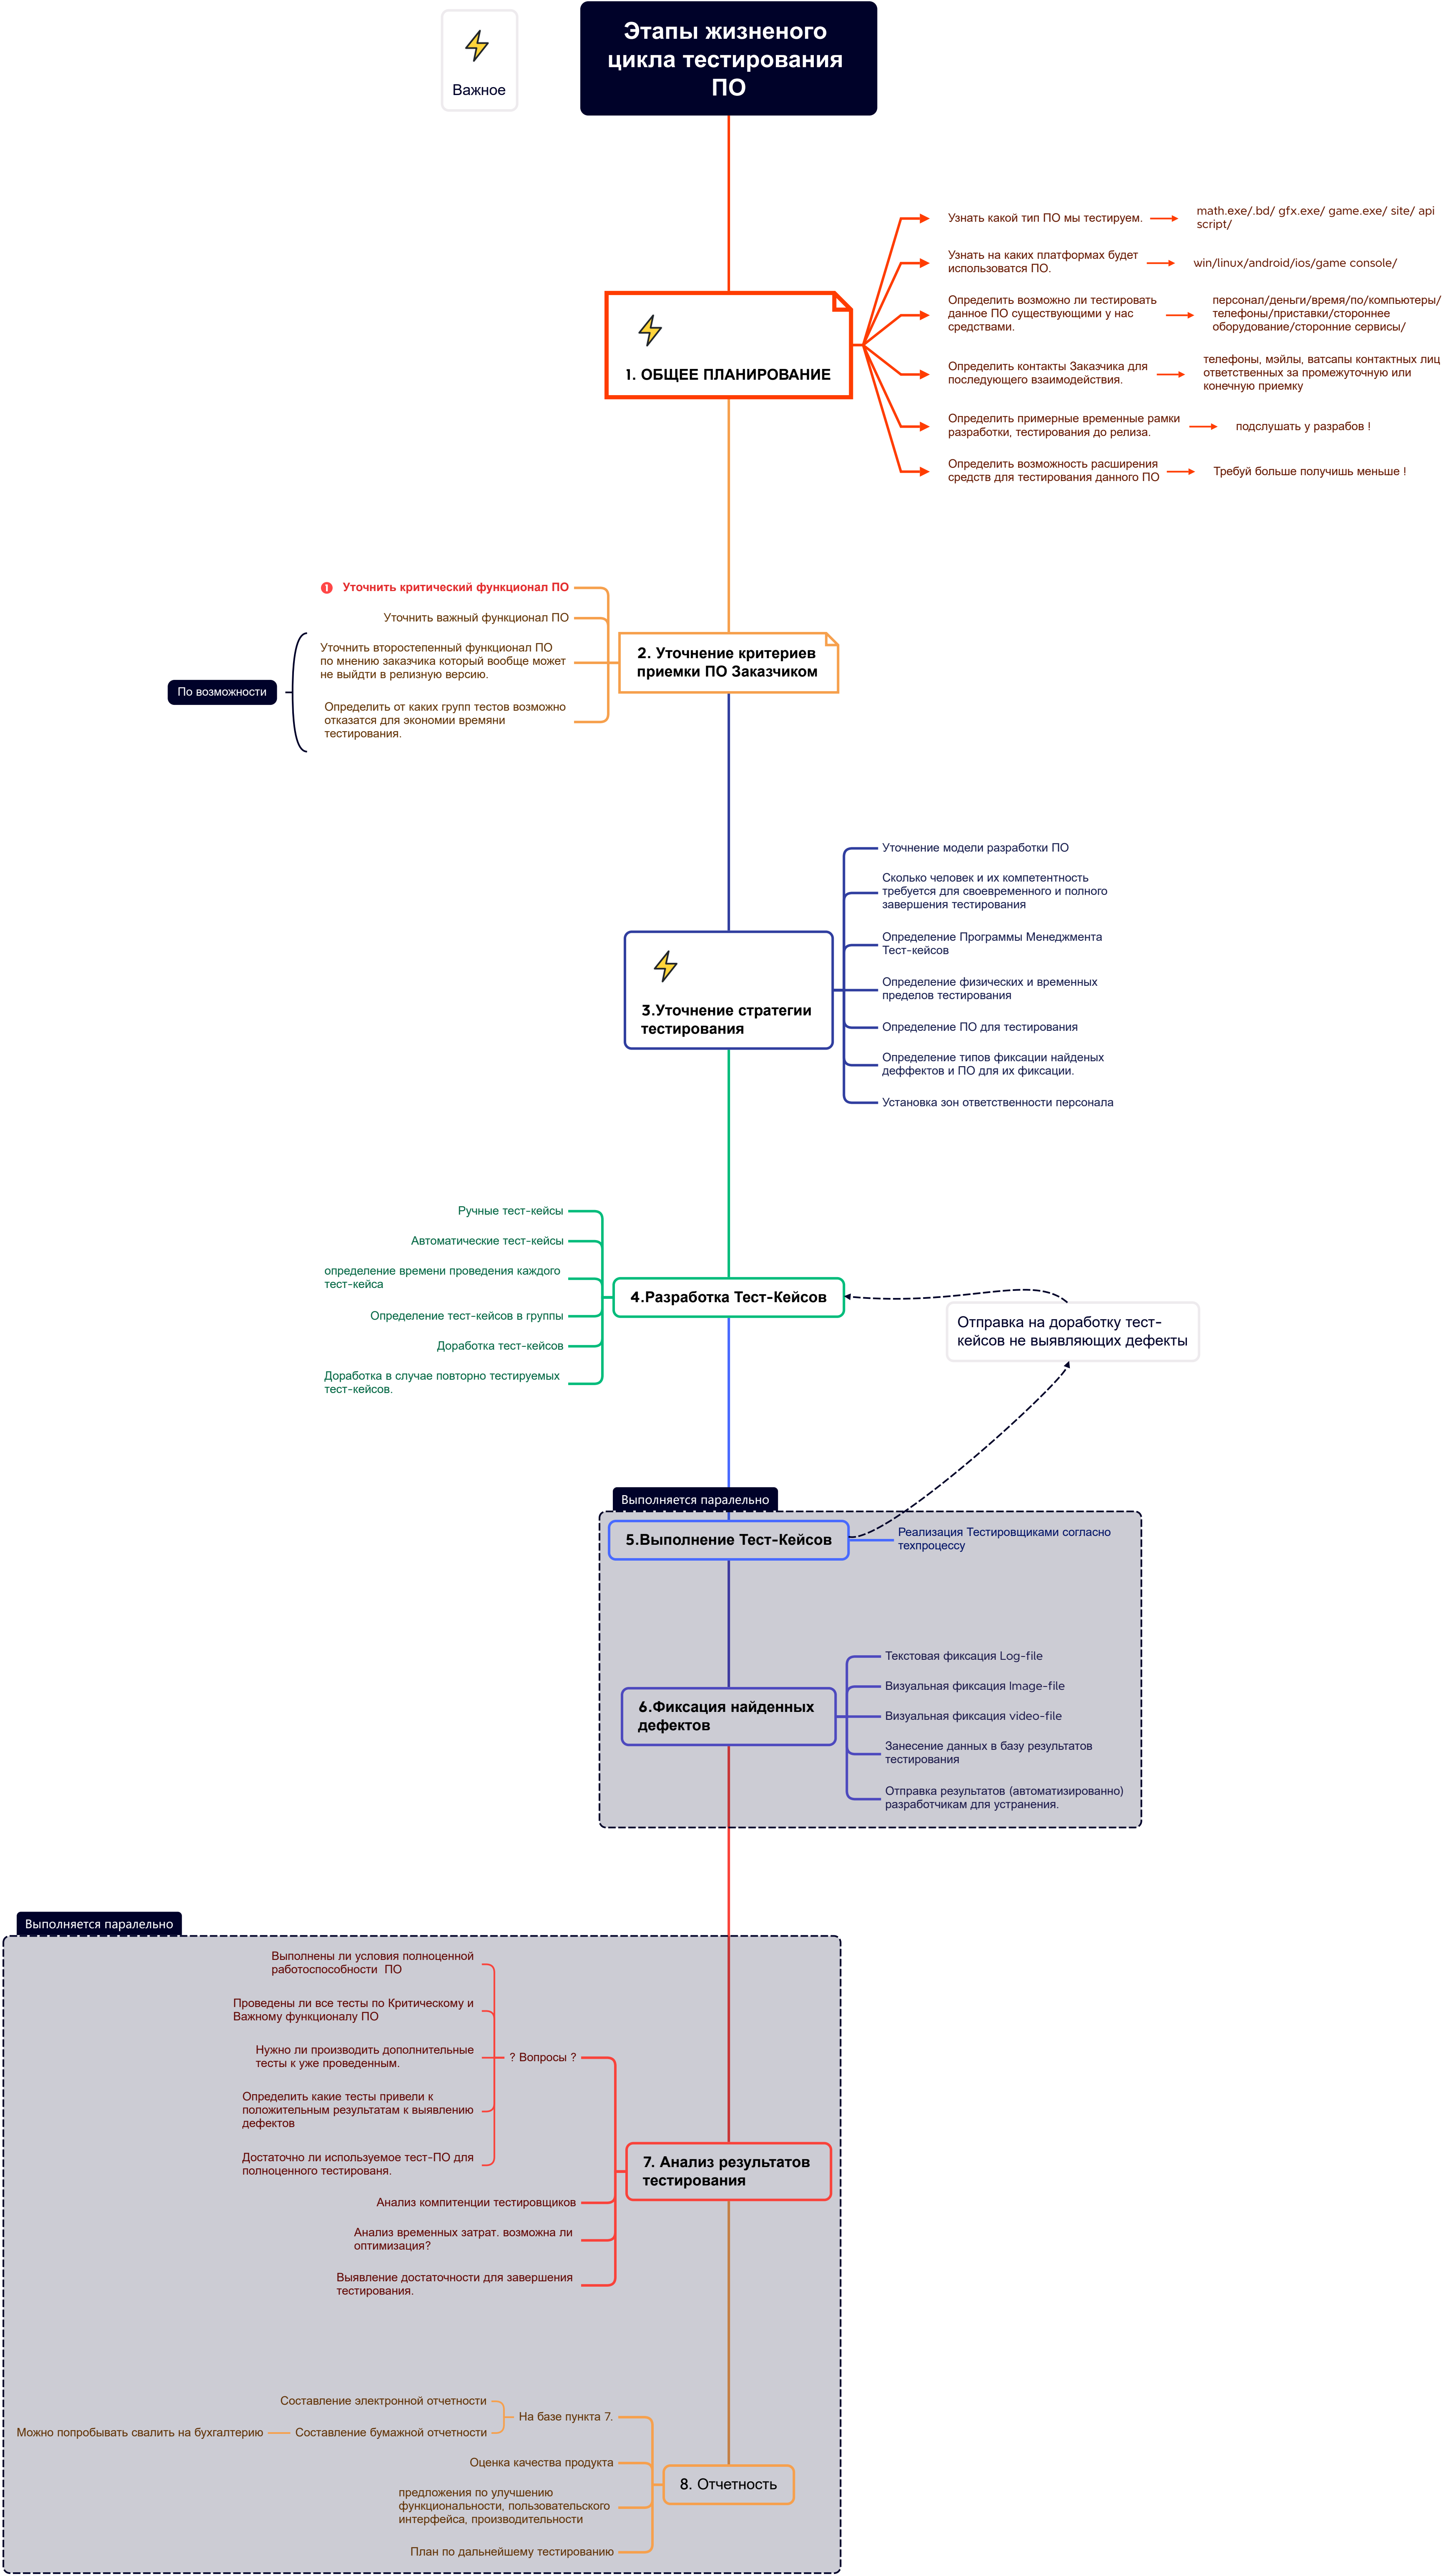 Важное
Этапы жизненого
цикла тестирования
ПО
1. ОБЩЕЕ ПЛАНИРОВАНИЕ
Узнать какой тип ПО мы тестируем.
math.exe/.bd/ gfx.exe/ game.exe/ site/ api
script/
Узнать на каких платформах будет
использоватся ПО.
win/linux/android/ios/game console/
Определить возможно ли тестировать
данное ПО существующими у нас
средствами.
персонал/деньги/время/по/компьютеры/
телефоны/приставки/стороннее
оборудование/сторонние сервисы/
Определить контакты Заказчика для
последующего взаимодействия.
телефоны, мэйлы, ватсапы контактных лиц
ответственных за промежуточную или
конечную приемку
Определить примерные временные рамки
разработки, тестирования до релиза.
подслушать у разрабов !
Определить возможность расширения
средств для тестирования данного ПО
Требуй больше получишь меньше !
2. Уточнение критериев
приемки ПО Заказчиком
1 Уточнить критический функционал ПО
Уточнить важный функционал ПО
Уточнить второстепенный функционал ПО
по мнению заказчика который вообще может
не выйдти в релизную версию.
Определить от каких групп тестов возможно
отказатся для экономии времяни
тестирования.
По возможности
3.Уточнение стратегии
тестирования
Уточнение модели разработки ПО
Сколько человек и их компетентность
требуется для своевременного и полного
завершения тестирования
Определение Программы Менеджмента
Тест-кейсов
Определение физических и временных
пределов тестирования
Определение ПО для тестирования
Определение типов фиксации найденых
деффектов и ПО для их фиксации.
Установка зон ответственности персонала
4.Разработка Тест-Кейсов
Ручные тест-кейсы
Автоматические тест-кейсы
определение времени проведения каждого
тест-кейса
Определение тест-кейсов в группы
Доработка тест-кейсов
Доработка в случае повторно тестируемых
тест-кейсов.
Отправка на доработку тест-
кейсов не выявляющих дефекты
Выполняется паралельно
5.Выполнение Тест-Кейсов
Реализация Тестировщиками согласно
техпроцессу
6.Фиксация найденных
дефектов
Текстовая фиксация Log-file
Визуальная фиксация Image-file
Визуальная фиксация video-file
Занесение данных в базу результатов
тестирования
Отправка результатов (автоматизированно)
разработчикам для устранения.
Выполняется паралельно
7. Анализ результатов
тестирования
? Вопросы ?
Выполнены ли условия полноценной
работоспособности  ПО
Проведены ли все тесты по Критическому и
Важному функционалу ПО
Нужно ли производить дополнительные
тесты к уже проведенным.
Определить какие тесты привели к
положительным результатам к выявлению
дефектов
Достаточно ли используемое тест-ПО для
полноценного тестированя.
Анализ компитенции тестировщиков
Анализ временных затрат. возможна ли
оптимизация?
Выявление достаточности для завершения
тестирования.
8. Отчетность
На базе пункта 7.
Составление электронной отчетности
Составление бумажной отчетности
Можно попробывать свалить на бухгалтерию
Оценка качества продукта
предложения по улучшению
функциональности, пользовательского
интерфейса, производительности
План по дальнейшему тестированию